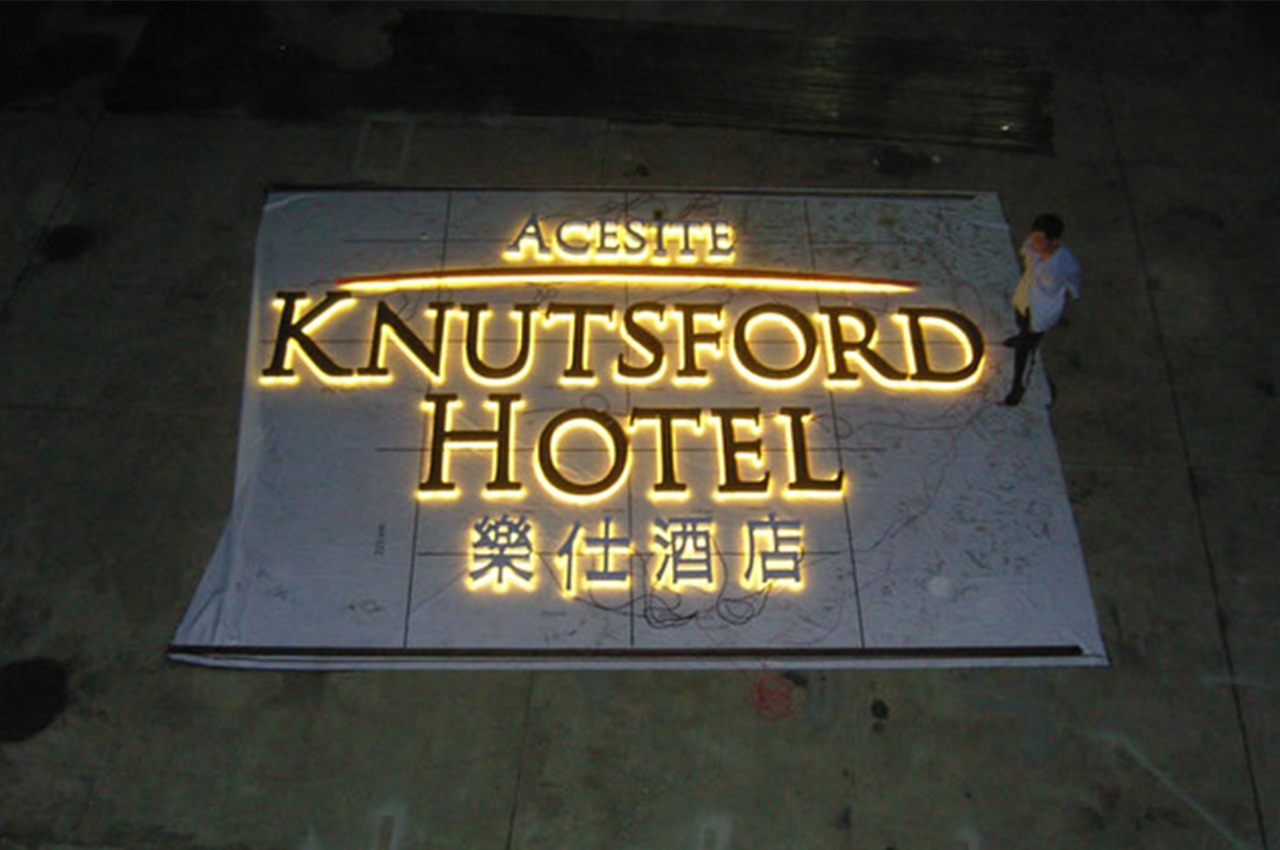 ACESITE
KNUTSFORD
HOTEL
樂仕酒店